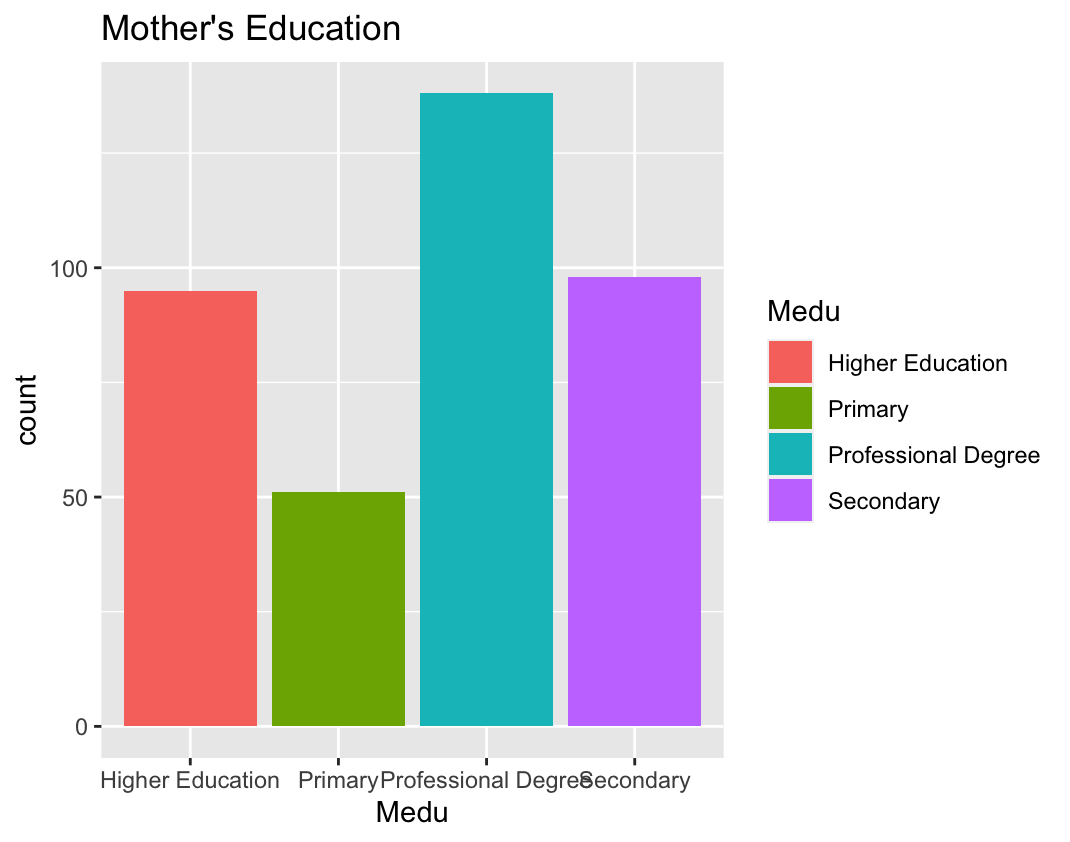 Mother's Education
100
50
0
count
Higher Education
Primary
Professional Degree
Secondary
Medu
Medu
Higher Education
Primary
Professional Degree
Secondary